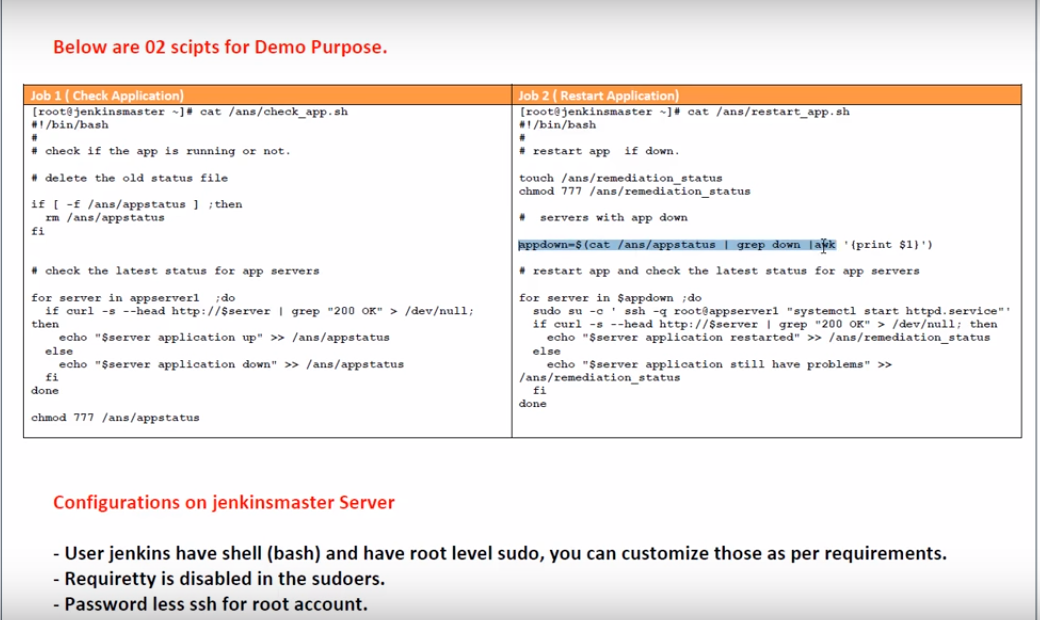 Below are 02 scipts for Demo Purpose.
Job 1 ( Check Application)
[root@jenkinsmaster ~]# cat /ans/check_app.sh
#!/bin/bash
#
# check if the app is running or not.
# delete the old status file
if [ -f /ans/appstatus ] ;then
rm /ans/appstatus
fi
# check the latest status for app servers
for server in appserver1 ;do
if curl -s --head http://$server | grep "200 OK" > /dev/null;
then
echo "$server application up" >> /ans/appstatus
else
echo "$server application down" >> /ans/appstatus
fi
done
chmod 777 /ans/appstatus
Job 2 ( Restart Application)
[root@jenkinsmaster ~]# cat /ans/restart_app.sh
#!/bin/bash
#
# restart app if down.
touch /ans/remediation_status
chmod 777 /ans/remediation_status
# servers with app down
appdown=$(cat /ans/appstatus | grep down |awk '{print $1}')
# restart app and check the latest status for app servers
for server in $appdown ;do
sudo su -c ' ssh -q root@appserver1 "systemctl start httpd.service"'
if curl -s --head http://$server | grep "200 OK" > /dev/null; then
echo "$server application restarted" >> /ans/remediation_status
else
echo "$server application still have problems" >>
/ans/remediation_status
fi
done
Configurations on jenkinsmaster Server
- User jenkins have shell (bash) and have root level sudo, you can customize those as per requirements.
- Requiretty is disabled in the sudoers.
- Password less ssh for root account.